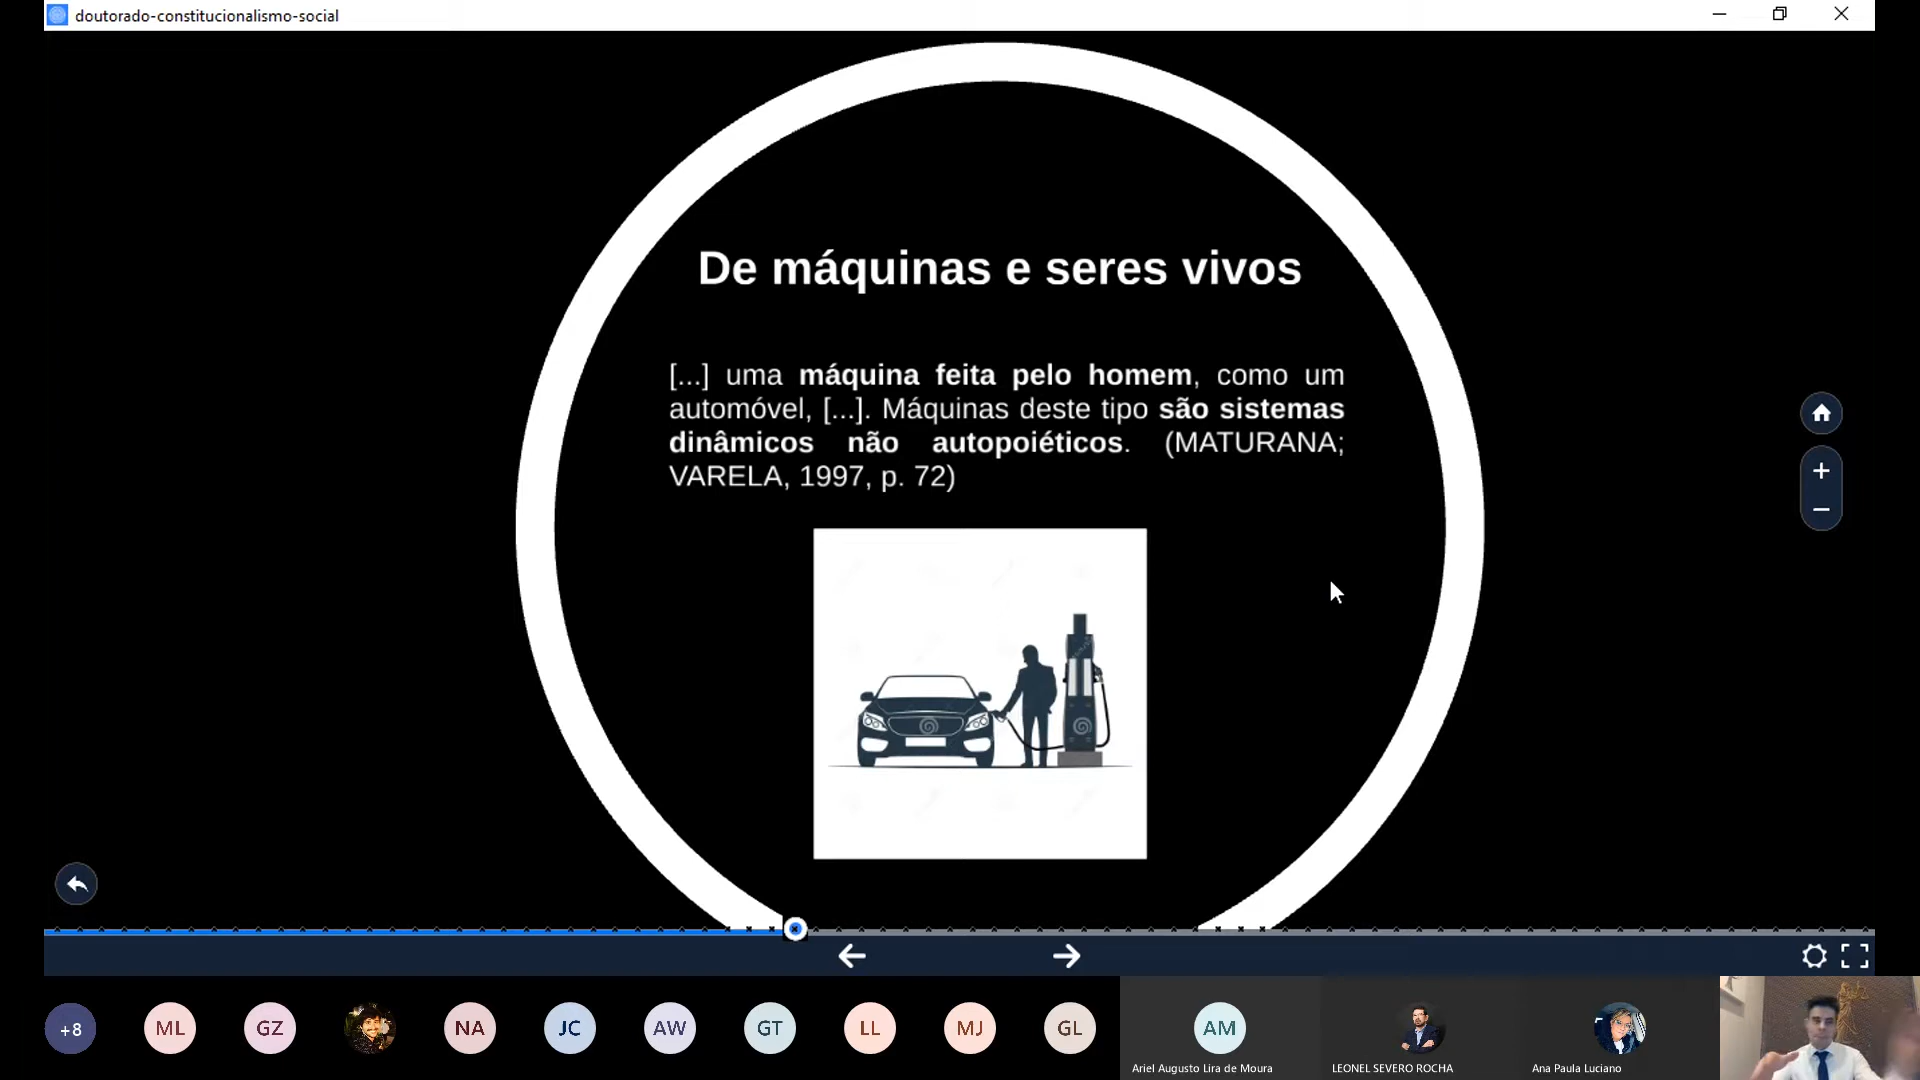 doutorado-constitucionalismo-social
De máquinas e seres vivos
[...] uma máquina feita pelo homem, como um
automóvel, [...]. Máquinas deste tipo são sistemas
dinâmicos não autopoiéticos. (MATURANA;
VARELA, 1997, p. 72)
+8
ML
GZ
NA
JC
AW
GT
LL
MJ
GL
AM
Ariel Augusto Lira de Moura
LEONEL SEVERO ROCHA
Ana Paula Luciano